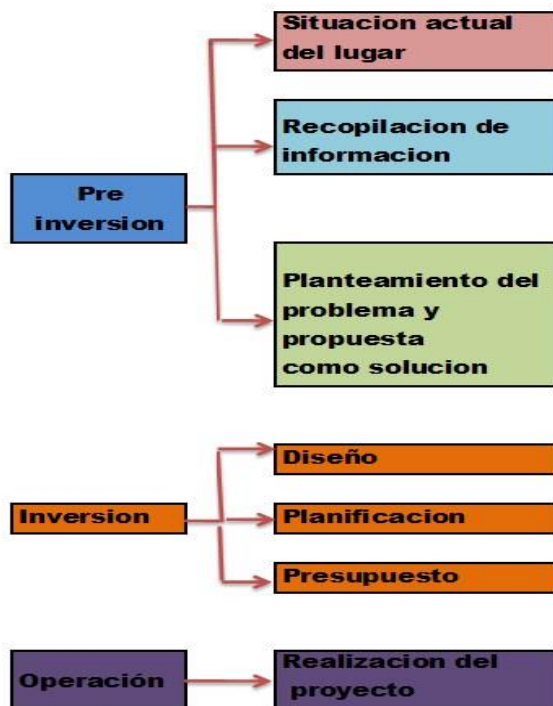 Situacion actual
del lugar
Recopilacion de
informacion
Pre
inversion
Planteamiento del
problema y
propuesta
como solucion
Diseño
Inversion
Planificacion
Presupuesto
Operación
Realizacion del
proyecto